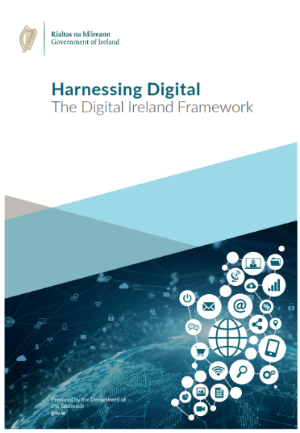 Rialtas na hÉireann
Government of Ireland
Harnessing Digital
The Digital Ireland Framework
Prepared by the Department of
the Taoiseach
gov.ie